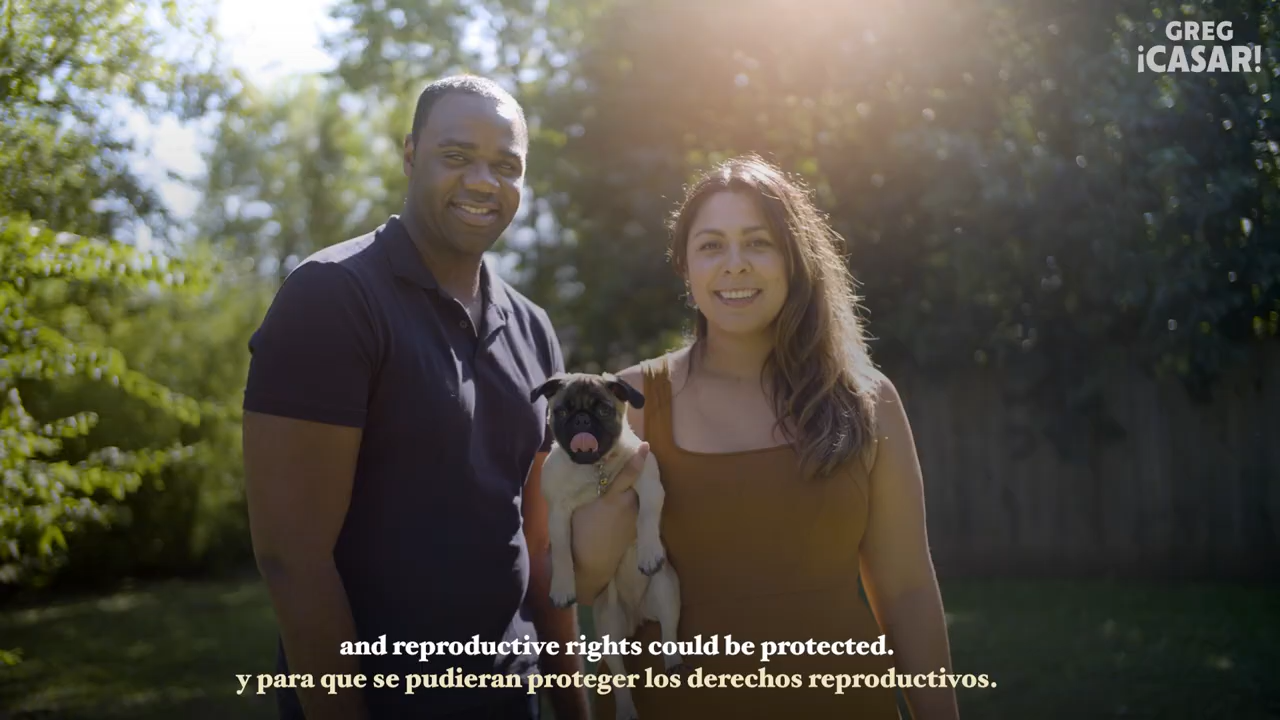 GREG
¡CASAR!
and reproductive rights could be protected.
y para que se pudieran proteger los derechos reproductivos.